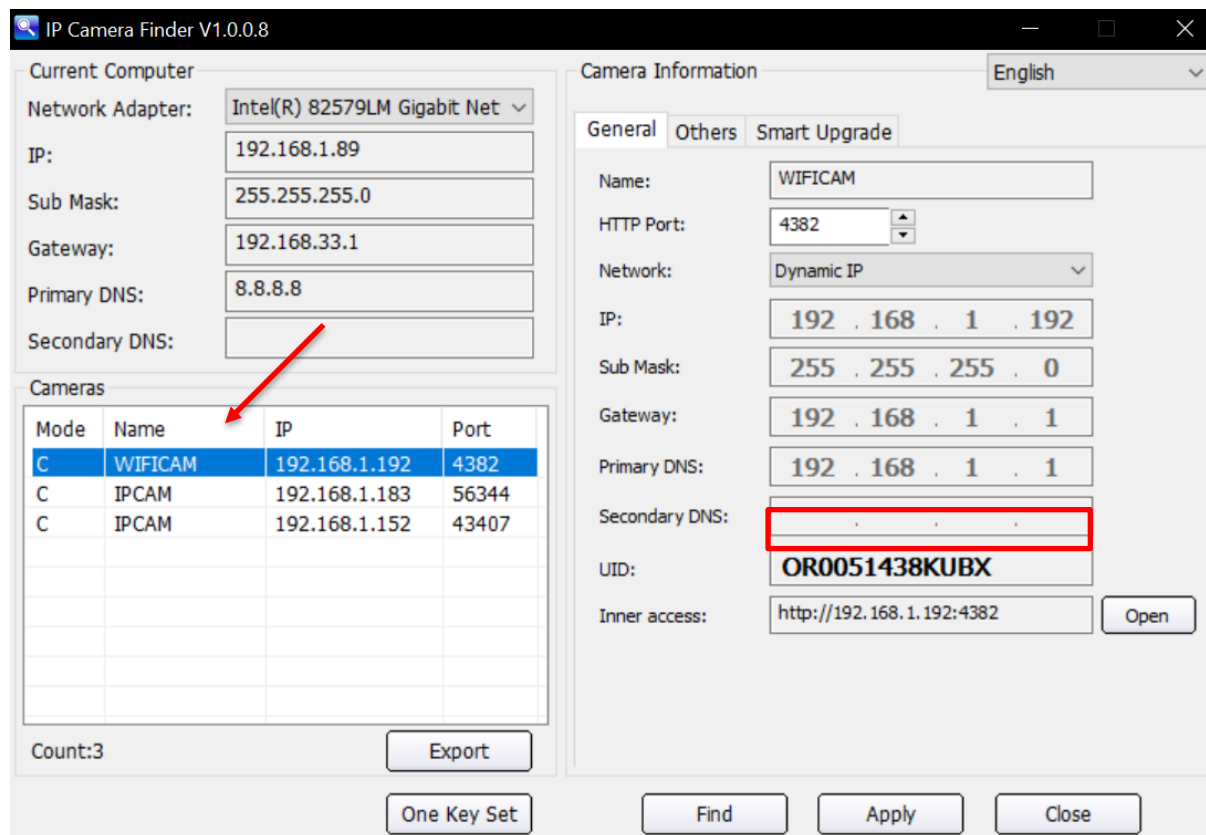 IP Camera Finder V1.0.0.8
Current Computer
Network Adapter: Intel(R) 82579LM Gigabit Net
IP: 192.168.1.89
Sub Mask: 255.255.255.0
Gateway: 192.168.33.1
Primary DNS: 8.8.8.8
Secondary DNS:
Cameras
Mode Name IP Port
C WIFICAM 192.168.1.192 4382
C IPCAM 192.168.1.183 56344
C IPCAM 192.168.1.152 43407
Count:3 Export
One Key Set
Camera Information English
General Others Smart Upgrade
Name: WIFICAM
HTTP Port: 4382
Network: Dynamic IP
IP: 192 . 168 . 1 . 192
Sub Mask: 255 . 255 . 255 . 0
Gateway: 192 . 168 . 1 . 1
Primary DNS: 192 . 168 . 1 . 1
Secondary DNS: . . .
UID: OR0051438KUBX
Inner access: http://192.168.1.192:4382 Open
Find Apply Close